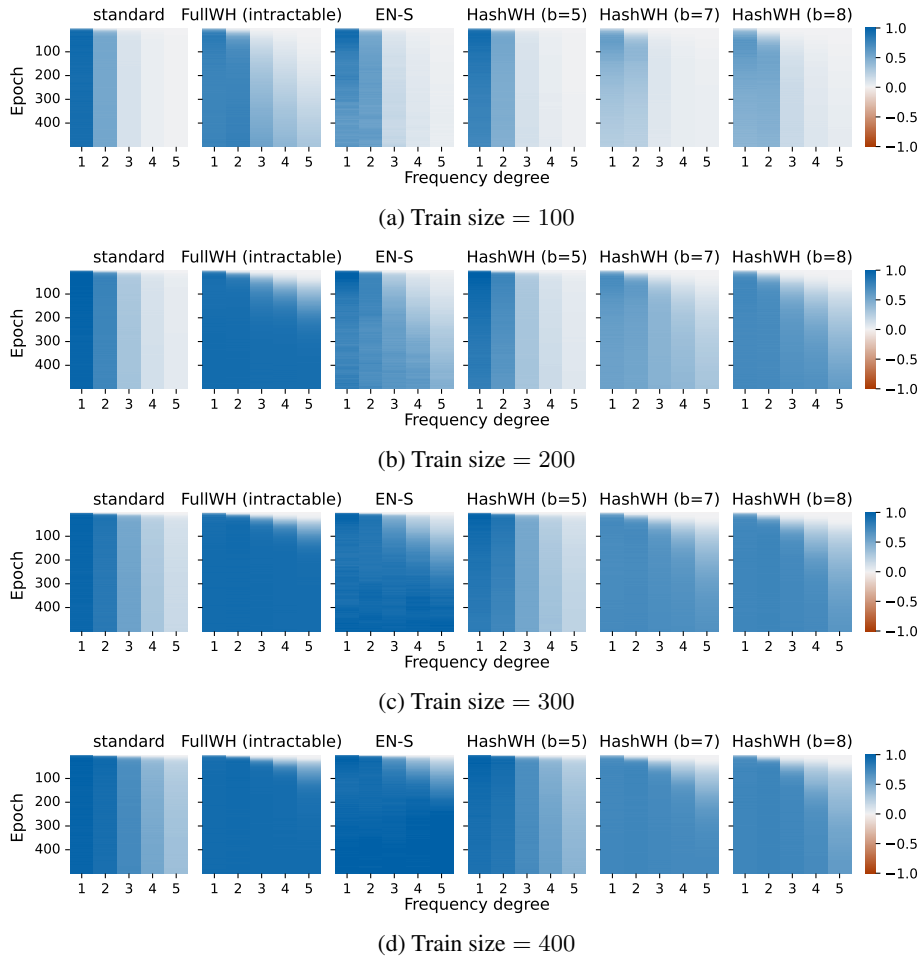 standard FullWH (intractable) EN-S HashWH (b=5) HashWH (b=7) HashWH (b=8)
Epoch
100
200
300
400
1 2 3 4 5 1 2 3 4 5 1 2 3 4 5 1 2 3 4 5 1 2 3 4 5 1 2 3 4 5
Frequency degree
1.0
0.5
0.0
−0.5
−1.0
(a) Train size = 100
standard FullWH (intractable) EN-S HashWH (b=5) HashWH (b=7) HashWH (b=8)
Epoch
100
200
300
400
1 2 3 4 5 1 2 3 4 5 1 2 3 4 5 1 2 3 4 5 1 2 3 4 5 1 2 3 4 5
Frequency degree
1.0
0.5
0.0
−0.5
−1.0
(b) Train size = 200
standard FullWH (intractable) EN-S HashWH (b=5) HashWH (b=7) HashWH (b=8)
Epoch
100
200
300
400
1 2 3 4 5 1 2 3 4 5 1 2 3 4 5 1 2 3 4 5 1 2 3 4 5 1 2 3 4 5
Frequency degree
1.0
0.5
0.0
−0.5
−1.0
(c) Train size = 300
standard FullWH (intractable) EN-S HashWH (b=5) HashWH (b=7) HashWH (b=8)
Epoch
100
200
300
400
1 2 3 4 5 1 2 3 4 5 1 2 3 4 5 1 2 3 4 5 1 2 3 4 5 1 2 3 4 5
Frequency degree
1.0
0.5
0.0
−0.5
−1.0
(d) Train size = 400